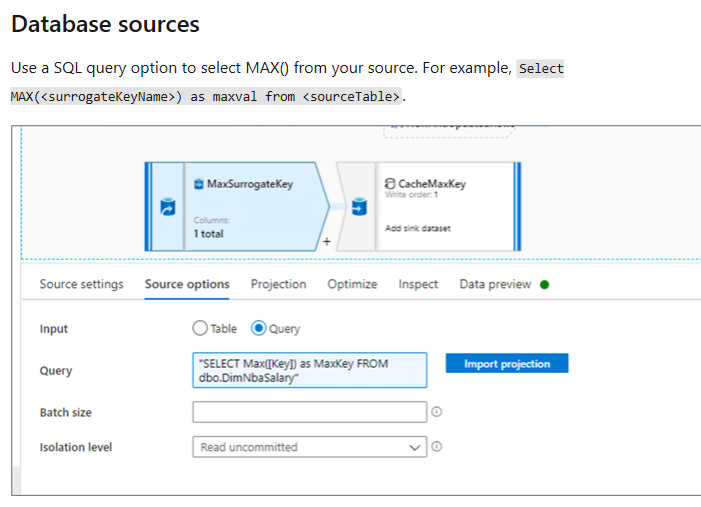 Database sources
Use a SQL query option to select MAX() from your source. For example, Select
MAX(<surrogateKeyName>) as maxval from <sourceTable>.
MaxSurrogateKey
Columns:
1 total
+
CacheMaxKey
Write order: 1
Add sink dataset
Source settings Source options Projection Optimize Inspect Data preview
Input Table Query
Query "SELECT Max([Key]) as MaxKey FROM
dbo.DimNbaSalary" Import projection
Batch size
Isolation level Read uncommitted